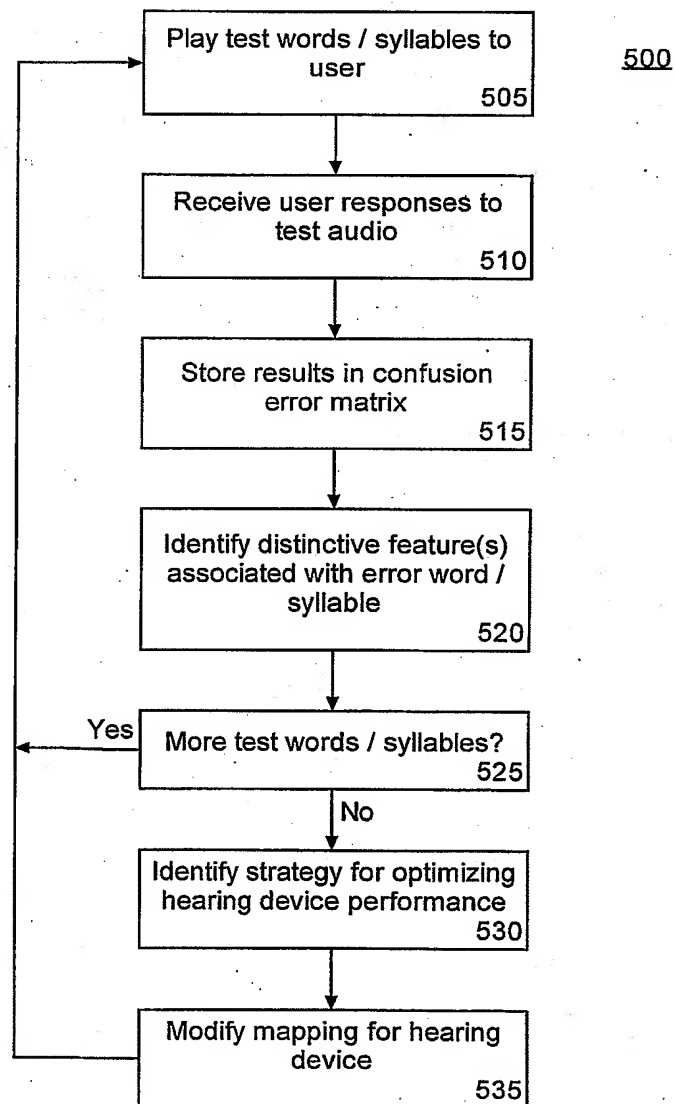 Play test words / syllables to
user
505
500
Receive user responses to
test audio
510
Store results in confusion
error matrix
515
Identify distinctive feature(s)
associated with error word /
syllable
520
Yes
More test words / syllables?
525
No
Identify strategy for optimizing
hearing device performance
530
Modify mapping for hearing
device
535